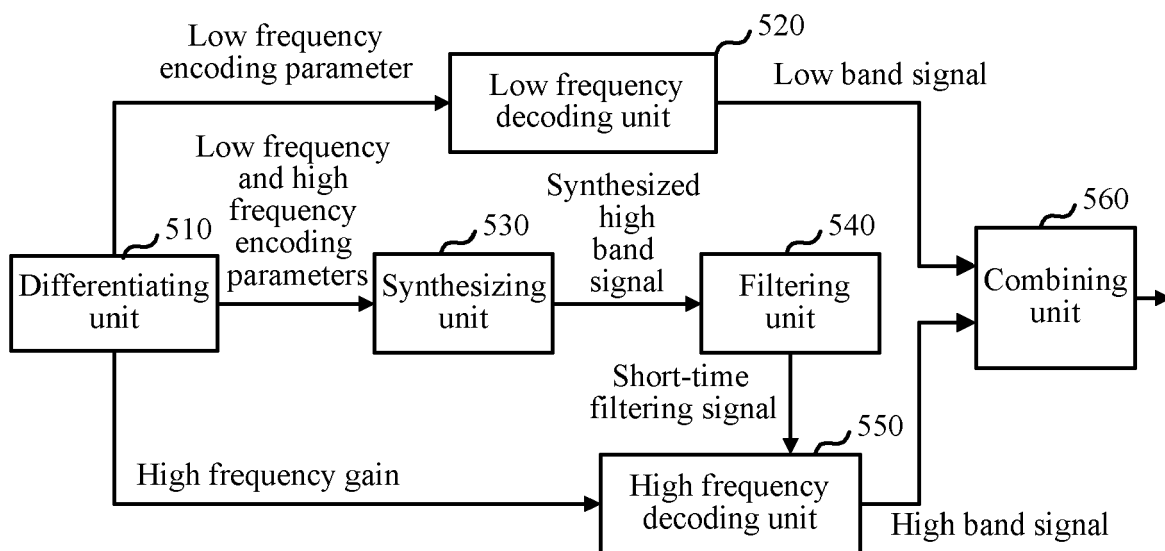 Low frequency
encoding parameter
520
Low frequency
decoding unit
Low band signal
Low frequency
and high
frequency
encoding
parameters
Synthesized
high
band
signal
510
Differentiating
unit
530
Synthesizing
unit
540
Filtering
unit
560
Combining
unit
Short-time
filtering signal
550
High frequency gain
High frequency
decoding unit
High band signal